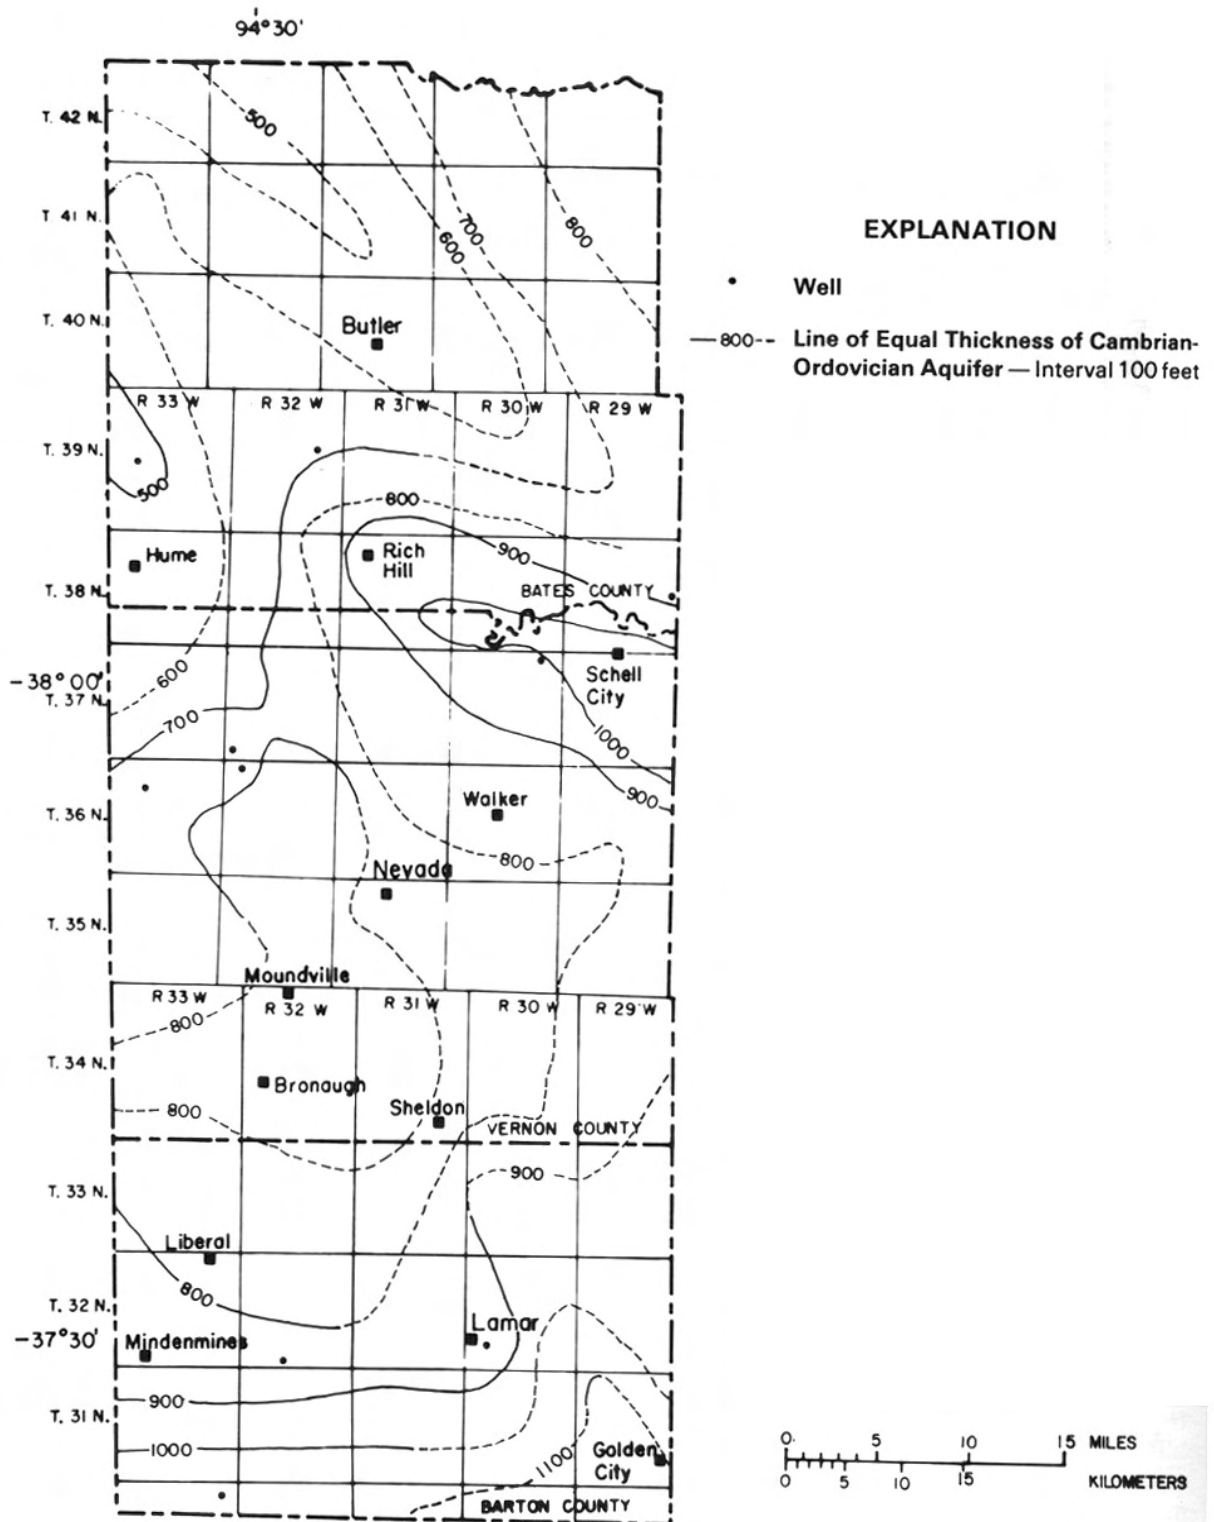 94°30'
T. 42 N.
500
T. 41 N.
700
600
800
EXPLANATION
Well
T. 40 N.
Butler
—800-- Line of Equal Thickness of Cambrian-
Ordovician Aquifer — Interval 100 feet
R 33 W
R 32 W
R 31 W
R 30 W
R 29 W
T. 39 N.
500
800
900
Hume
Rich
Hill
T. 38 N.
BATES COUNTY
600
Schell
City
-38°00'
T. 37 N.
700
1000
900
Walker
T. 36 N.
800
Nevada
T. 35 N.
Moundville
R 33 W
R 32 W
R 31 W
R 30 W
R 29 W
800
T. 34 N.
Bronaugh
800
Sheldon
VERNON COUNTY
900
T. 33 N.
Liberal
800
T. 32 N.
Lamar
-37°30'
Mindenmines
900
T. 31 N.
1000
1100
Golden
City
BARTON COUNTY
0 5 10 15 MILES
0 5 10 15 KILOMETERS